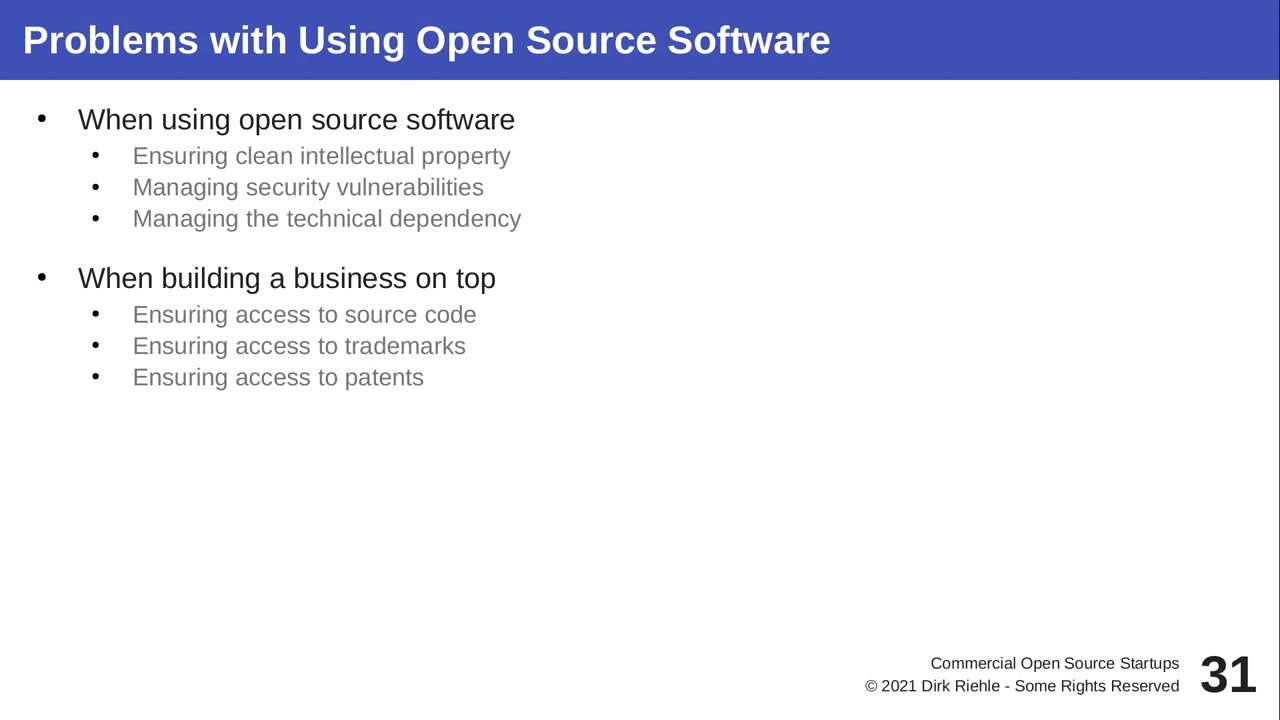 Problems with Using Open Source Software
• When using open source software
• Ensuring clean intellectual property
• Managing security vulnerabilities
• Managing the technical dependency
• When building a business on top
• Ensuring access to source code
• Ensuring access to trademarks
• Ensuring access to patents
Commercial Open Source Startups
© 2021 Dirk Riehle - Some Rights Reserved
31